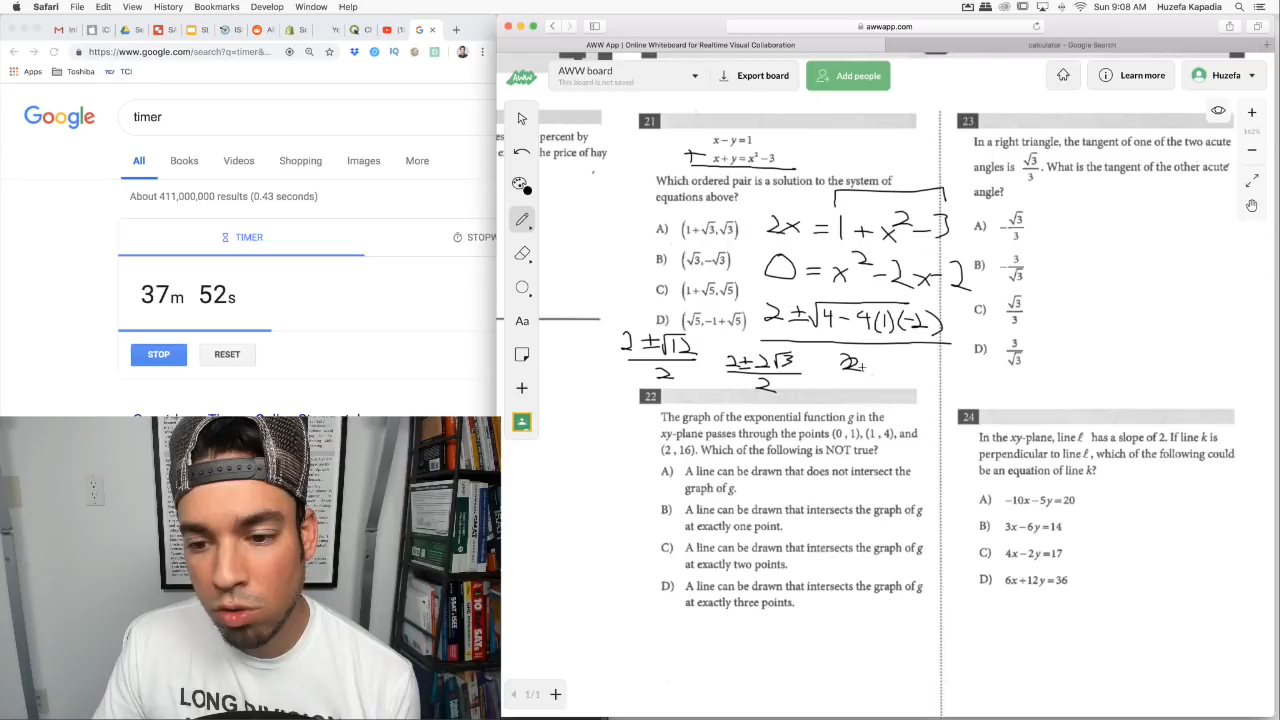 Safari File Edit View History Bookmarks Develop Window Help
Sun 9:08 AM Huzefa Kapadia
https://www.google.com/search?q=timer&...
Apps Toshiba TCI
Google
timer
All Books Videos Shopping Images More
About 411,000,000 results (0.43 seconds)
TIMER
37m 52s
STOP RESET
awwapp.com
AWW App | Online Whiteboard for Realtime Visual Collaboration
calculator - Google Search
AWW
AWW board
This board is not saved
Export board
Add people
Learn more
Huzefa
162%
Aa
1/1
percent by
the price of hay
21
x − y = 1
+ x + y = x² − 3
Which ordered pair is a solution to the system of
equations above?
A) (1+√3,√3)
B) (√3,−√3)
C) (1+√5,√5)
D) (√5,−1+√5)
2x = 1 + x² − 3
0 = x² − 2x − 2
2 ± √4 − 4(1)(−2)
2 ± √12
2
2 ± 2√3
2
22
The graph of the exponential function g in the
xy-plane passes through the points (0 , 1), (1 , 4), and
(2 , 16). Which of the following is NOT true?
A) A line can be drawn that does not intersect the
graph of g.
B) A line can be drawn that intersects the graph of g
at exactly one point.
C) A line can be drawn that intersects the graph of g
at exactly two points.
D) A line can be drawn that intersects the graph of g
at exactly three points.
23
In a right triangle, the tangent of one of the two acute
angles is √3/3. What is the tangent of the other acute
angle?
A) −√3/3
B) −3/√3
C) √3/3
D) 3/√3
24
In the xy-plane, line ℓ has a slope of 2. If line k is
perpendicular to line ℓ, which of the following could
be an equation of line k?
A) −10x − 5y = 20
B) 3x − 6y = 14
C) 4x − 2y = 17
D) 6x + 12y = 36
LONG